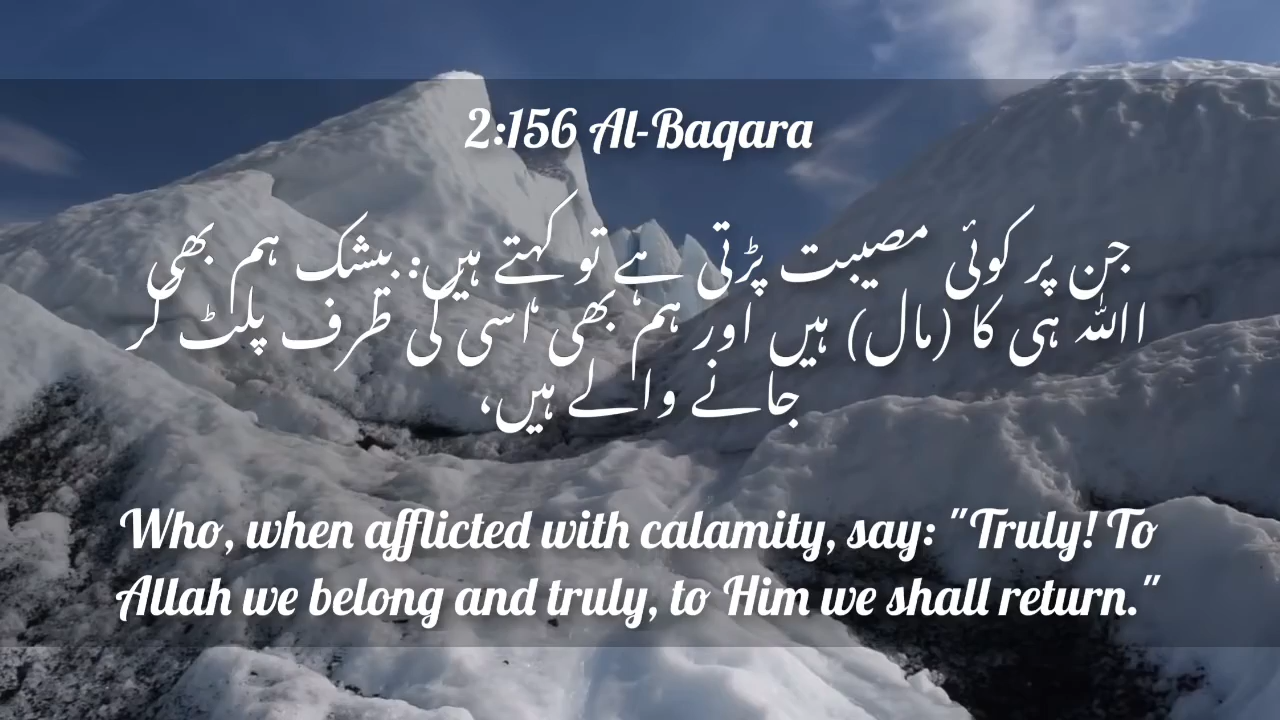 2:156 Al-Baqara
جن پر کوئی مصیبت پڑتی ہے تو کہتے ہیں: بیشک ہم بھی
اﷲ ہی کا (مال) ہیں اور ہم بھی اسی کی طرف پلٹ کر
جانے والے ہیں،
Who, when afflicted with calamity, say: "Truly! To
Allah we belong and truly, to Him we shall return."